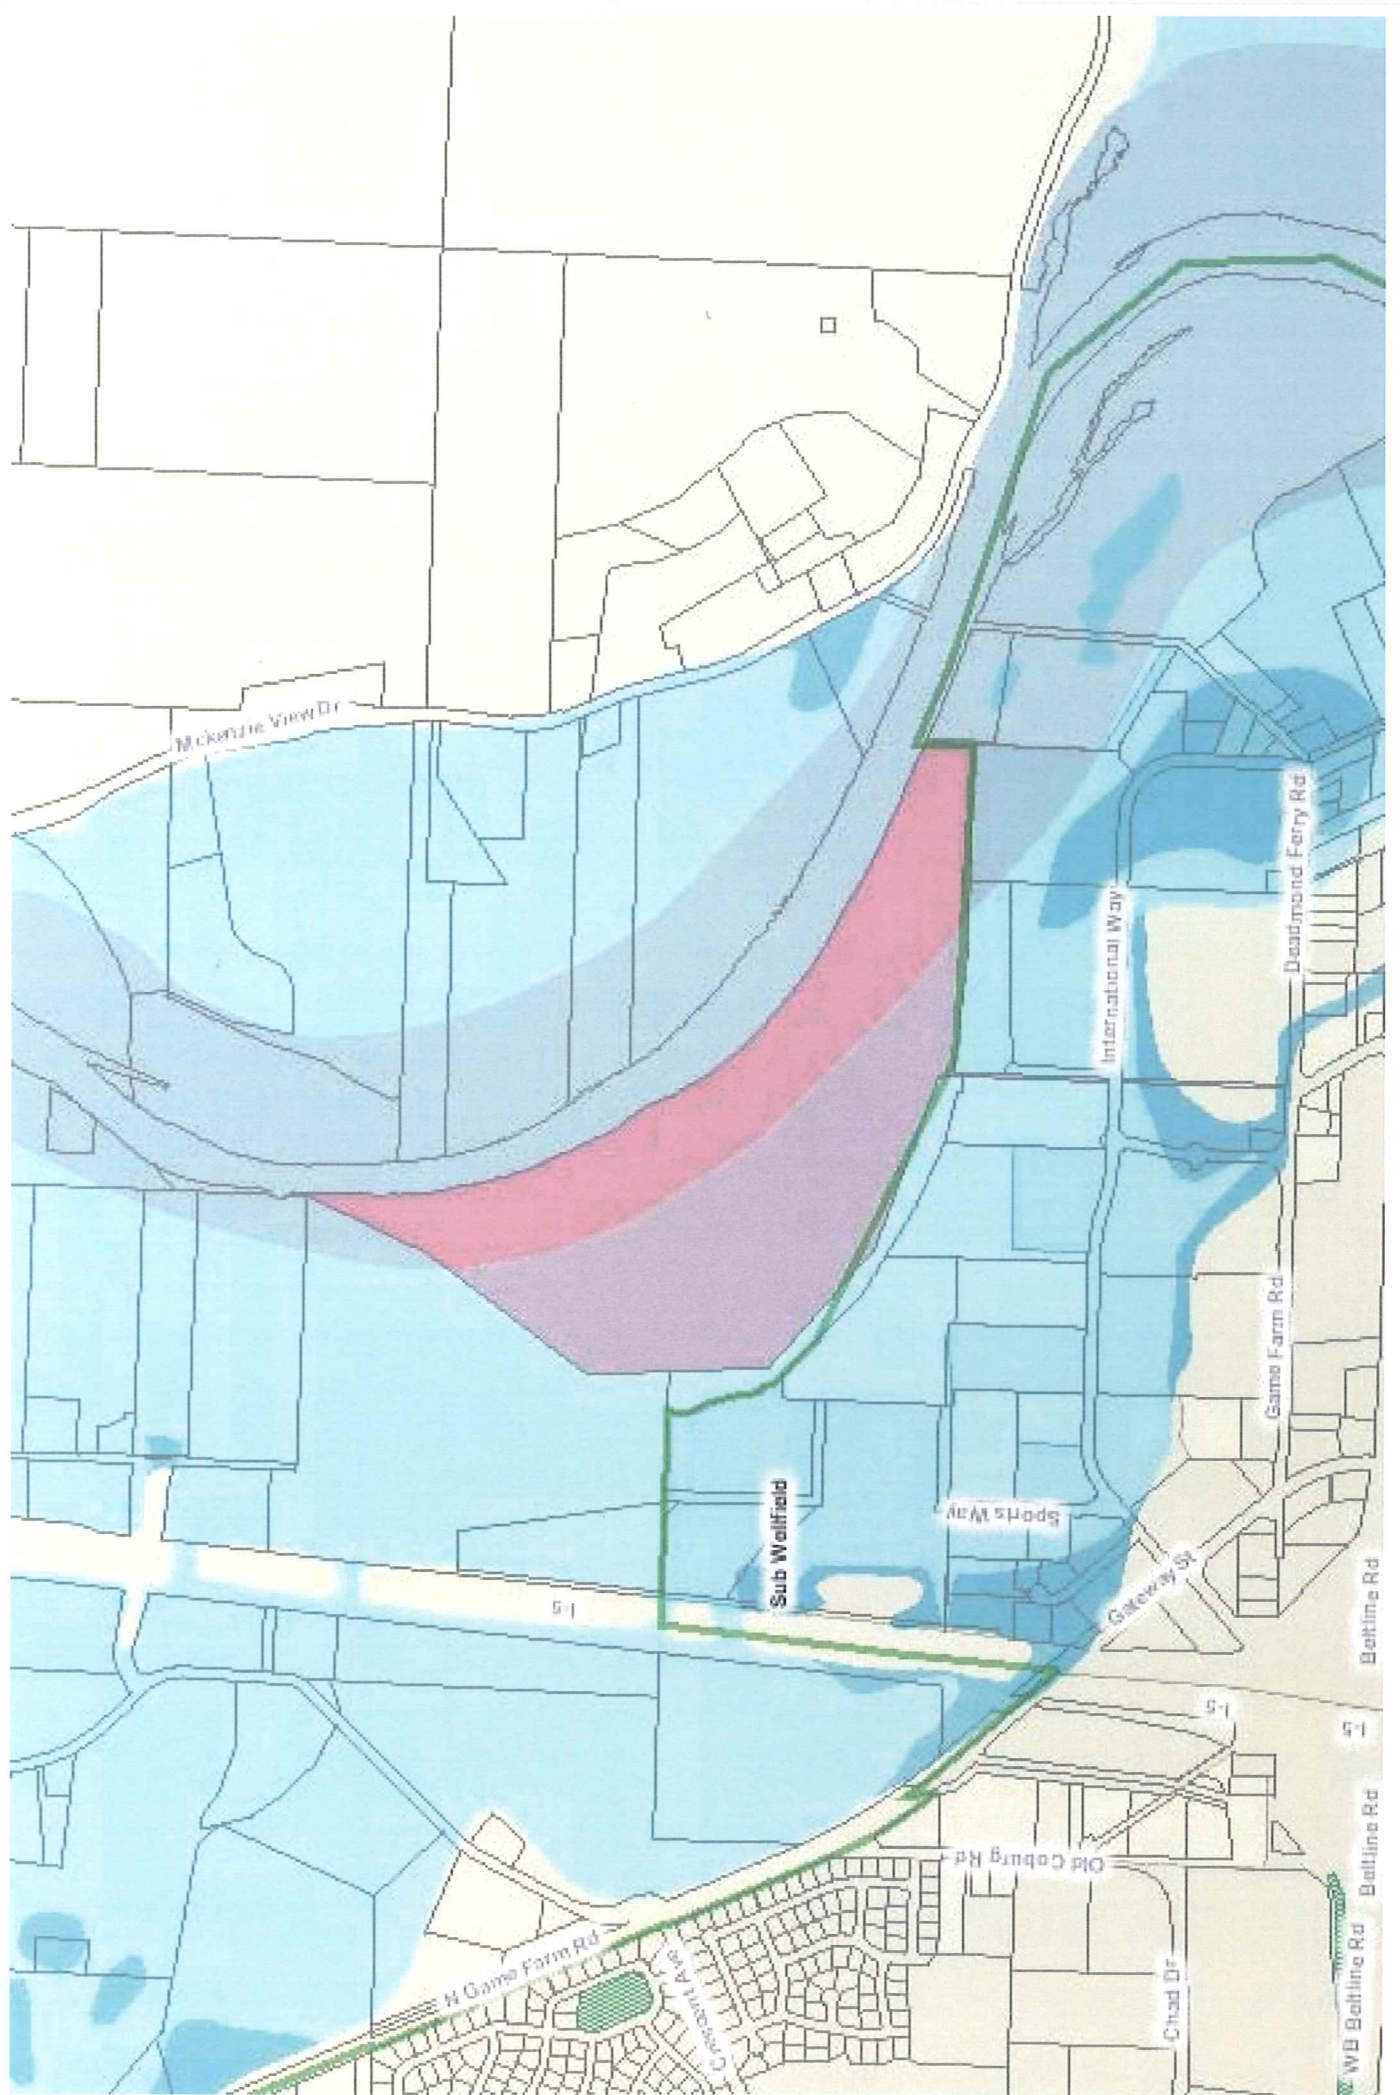 Mckenzie View Dr
Deadmond Ferry Rd
International Way
Game Farm Rd
Sub Wellfield
Sports Way
Gateway St
I-5
Beltline Rd
I-5
I-5
Old Coburg Rd
Beltline Rd
N Game Farm Rd
Crescent Ave
Chad Dr
WB Beltline Rd